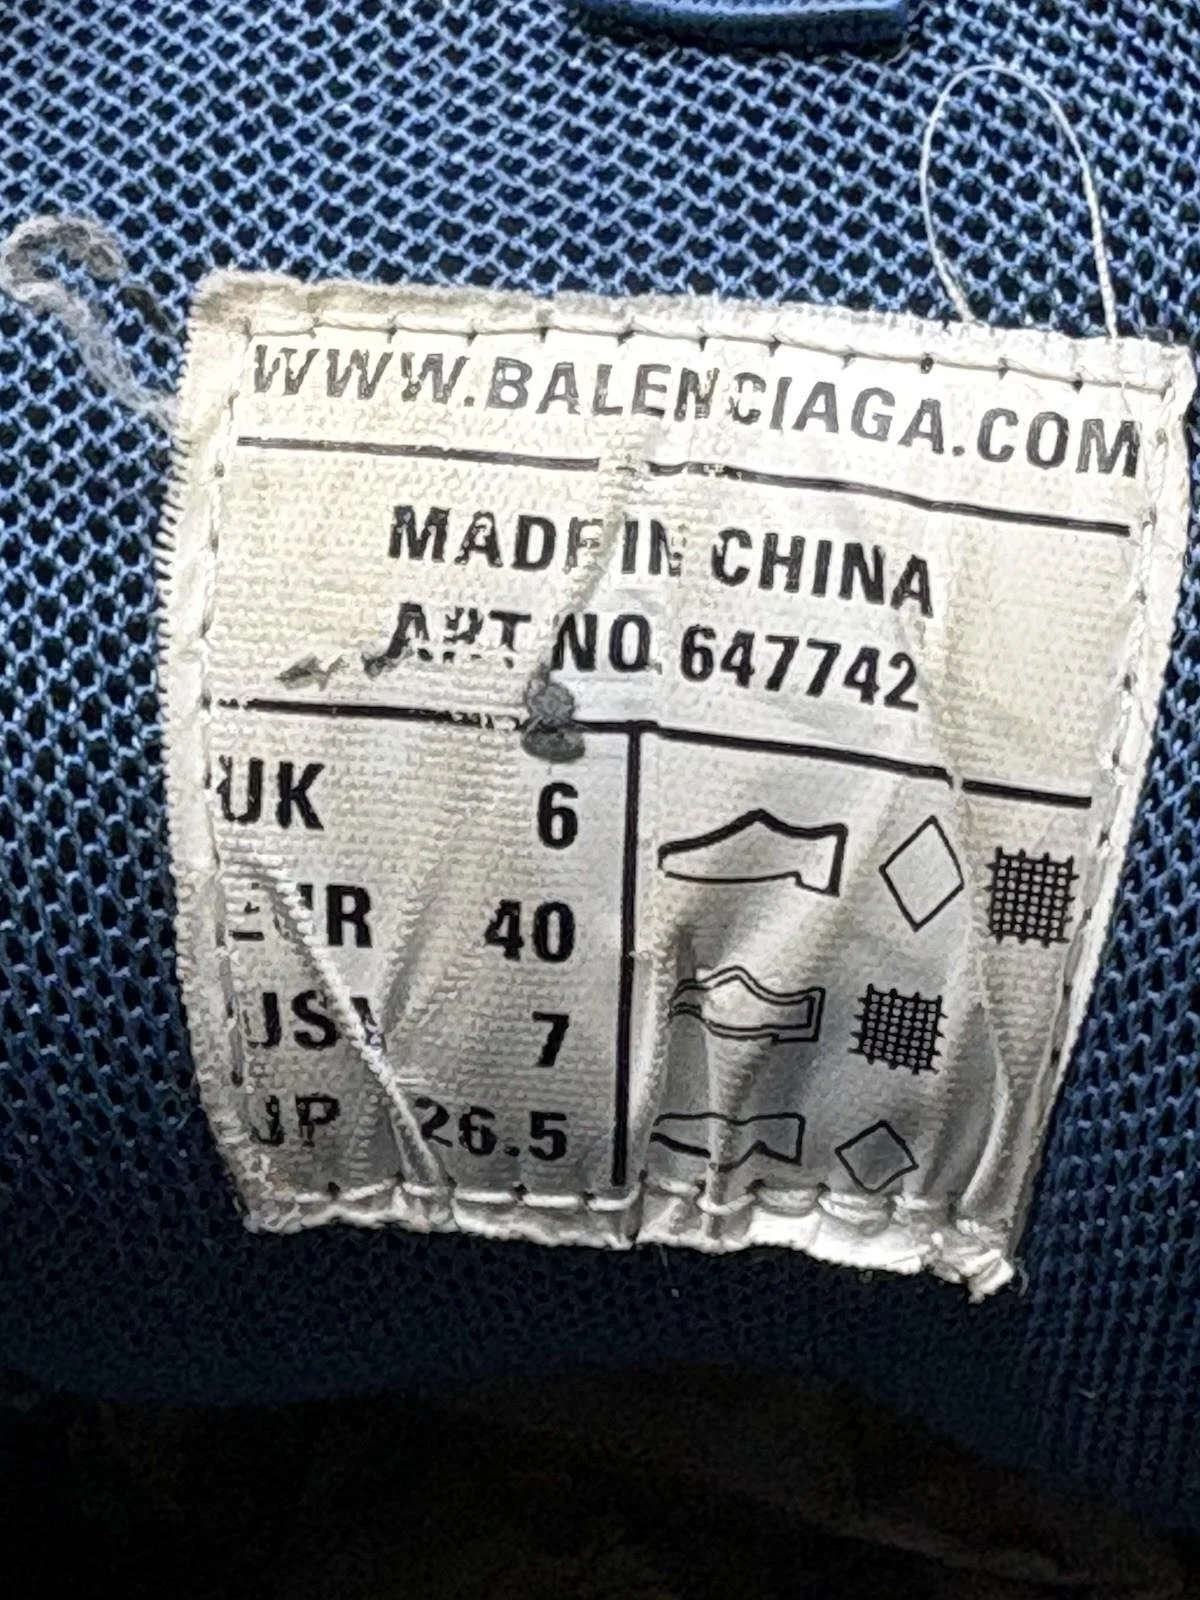 WWW.BALENCIAGA.COM
MADE IN CHINA
ART NO 647742
UK 6
EUR 40
USA 7
JP 26.5